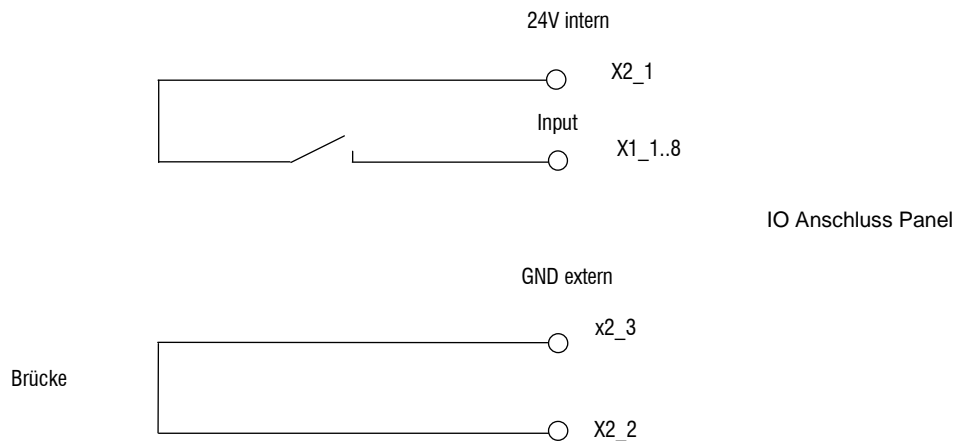 24V intern
X2_1
Input
X1_1..8
IO Anschluss Panel
GND extern
x2_3
Brücke
X2_2